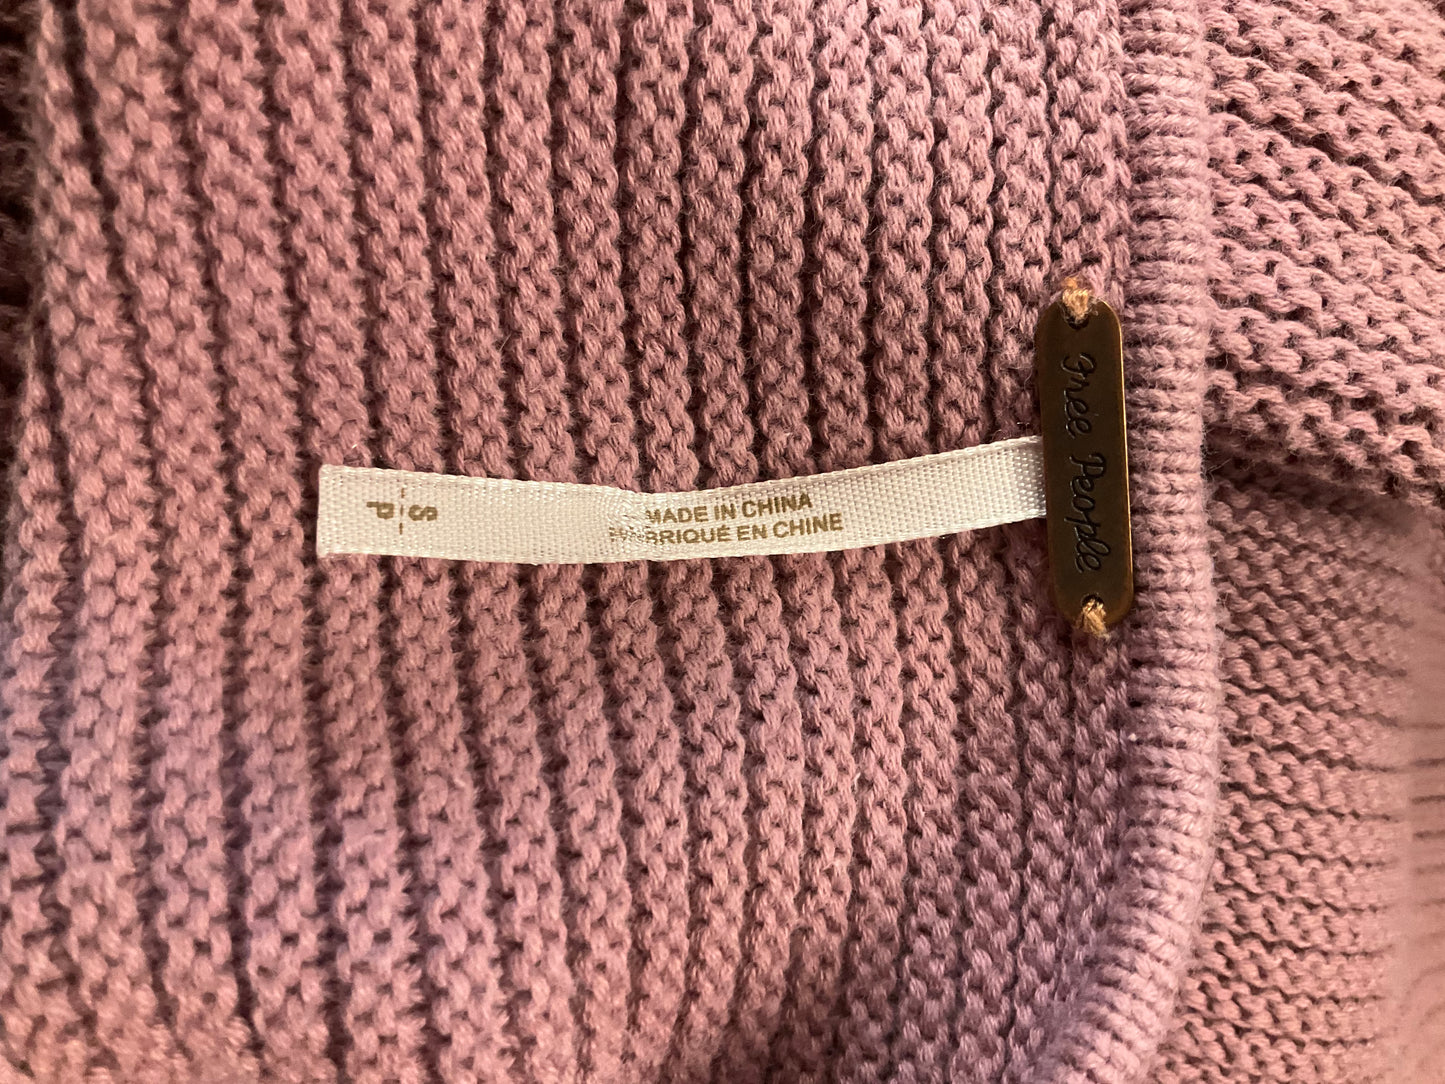 free People
MADE IN CHINA
FABRIQUÉ EN CHINE
S
P